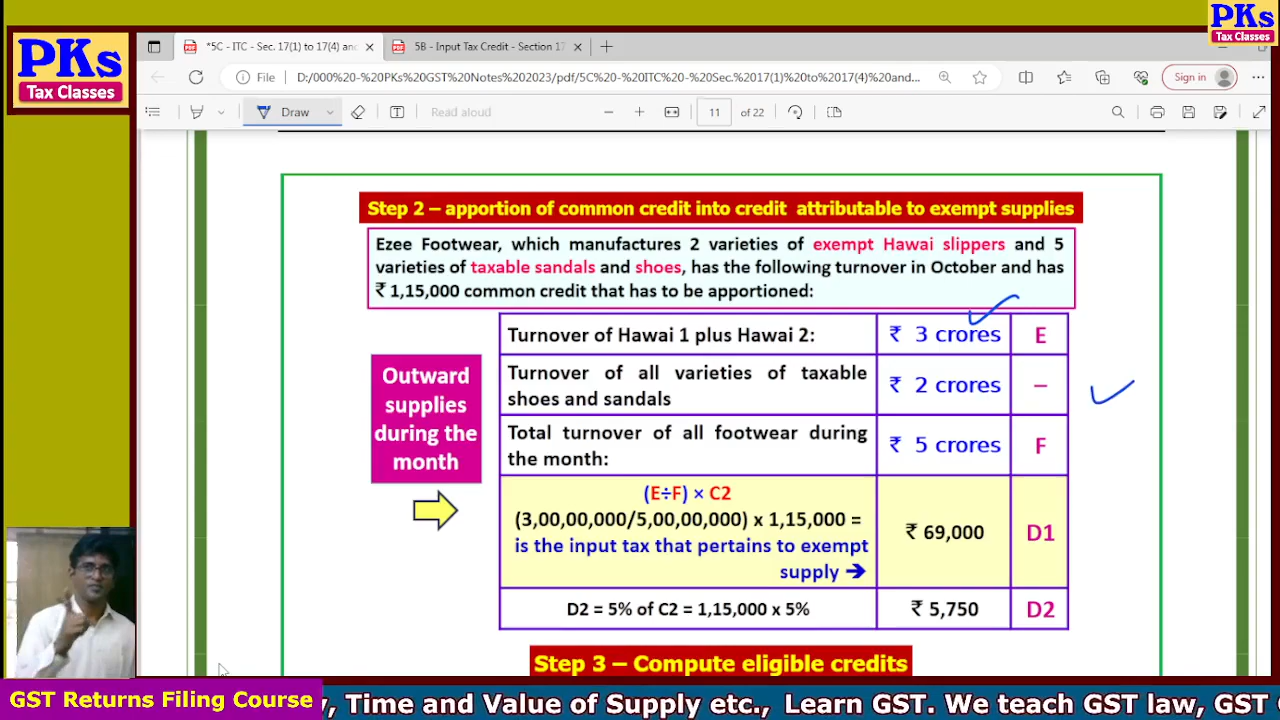 PKs
Tax Classes
PKs
Tax Classes
*5C - ITC - Sec. 17(1) to 17(4) and
5B - Input Tax Credit - Section 17
File
D:/000%20-%20PKs%20GST%20Notes%202023/pdf/5C%20-%20ITC%20-%20Sec.%2017(1)%20to%2017(4)%20and...
Sign in
Draw
Read aloud
11
of 22
Step 2 – apportion of common credit into credit attributable to exempt supplies
Ezee Footwear, which manufactures 2 varieties of exempt Hawai slippers and 5
varieties of taxable sandals and shoes, has the following turnover in October and has
₹ 1,15,000 common credit that has to be apportioned:
Outward
supplies
during the
month
Turnover of Hawai 1 plus Hawai 2:
₹ 3 crores
E
Turnover of all varieties of taxable
shoes and sandals
₹ 2 crores
–
Total turnover of all footwear during
the month:
₹ 5 crores
F
(E÷F) × C2
(3,00,00,000/5,00,00,000) x 1,15,000 =
is the input tax that pertains to exempt
supply ➔
₹ 69,000
D1
D2 = 5% of C2 = 1,15,000 x 5%
₹ 5,750
D2
Step 3 – Compute eligible credits
GST Returns Filing Course
, Time and Value of Supply etc., Learn GST. We teach GST law, GST